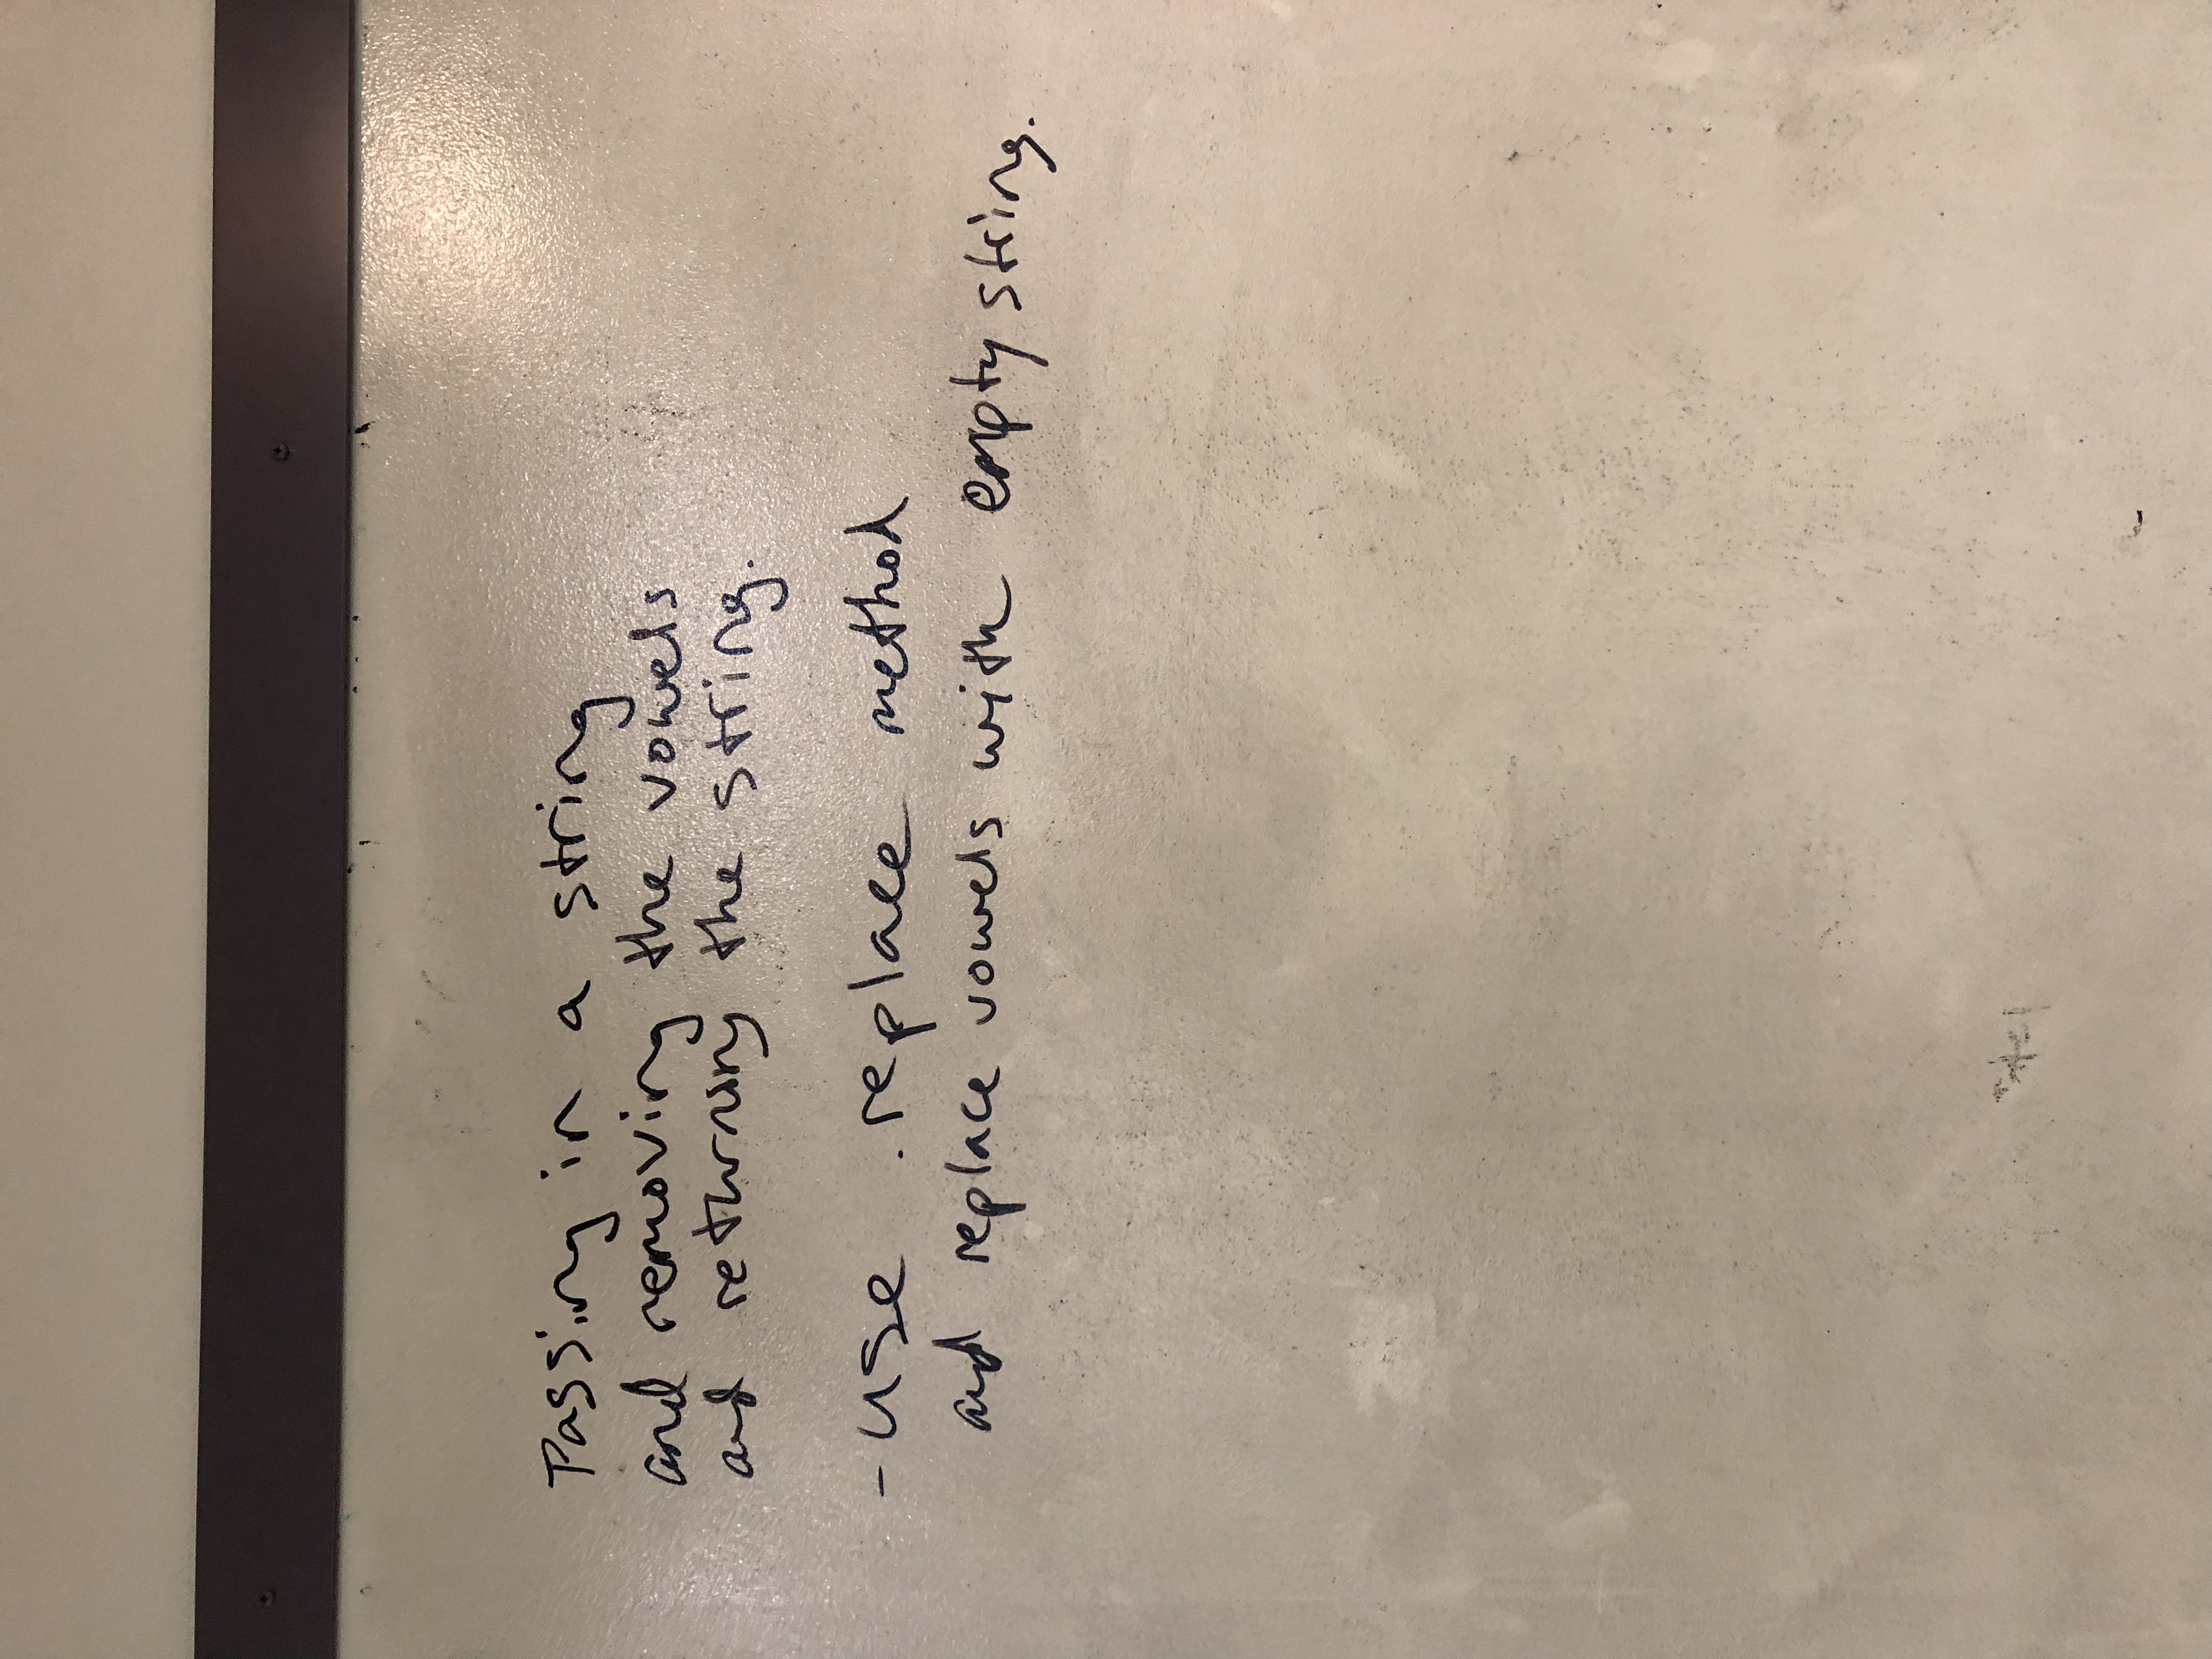 Passing in a string
and removing the vowels
and returning the string.
- use .replace method
and replace vowels with empty string.